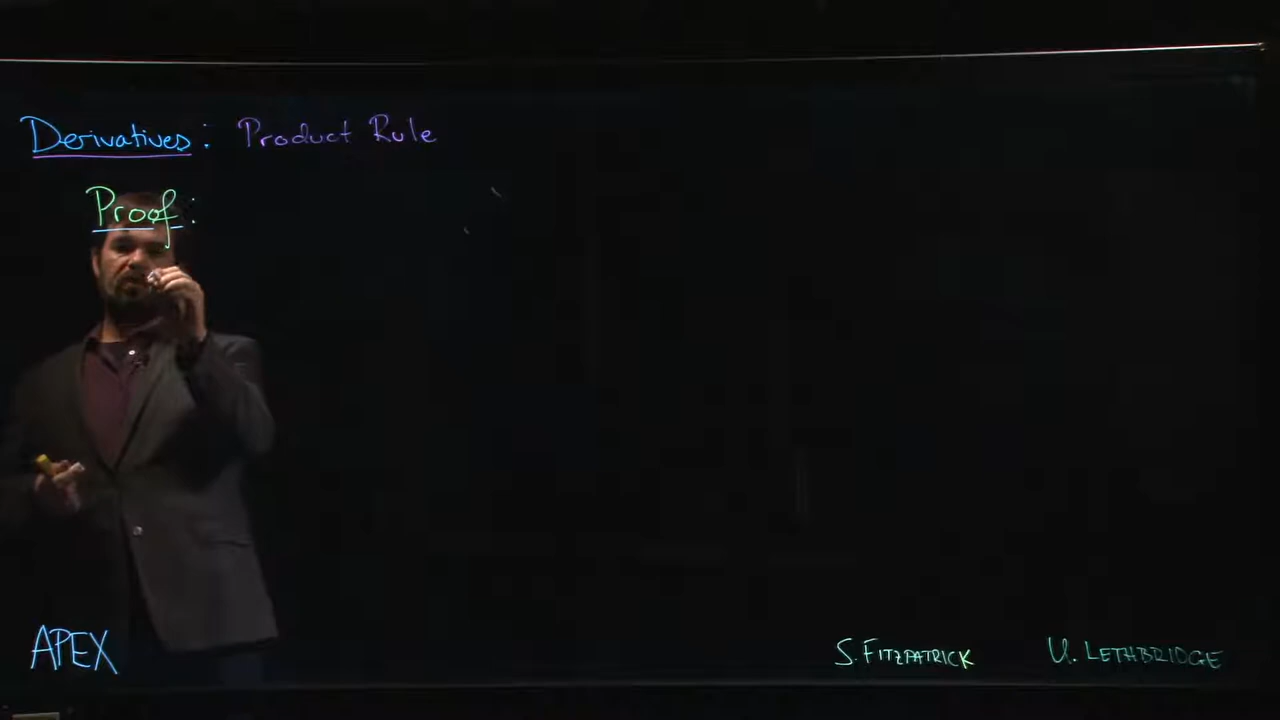 Derivatives: Product Rule
Proof:
APEX
S. FITZPATRICK
U. LETHBRIDGE